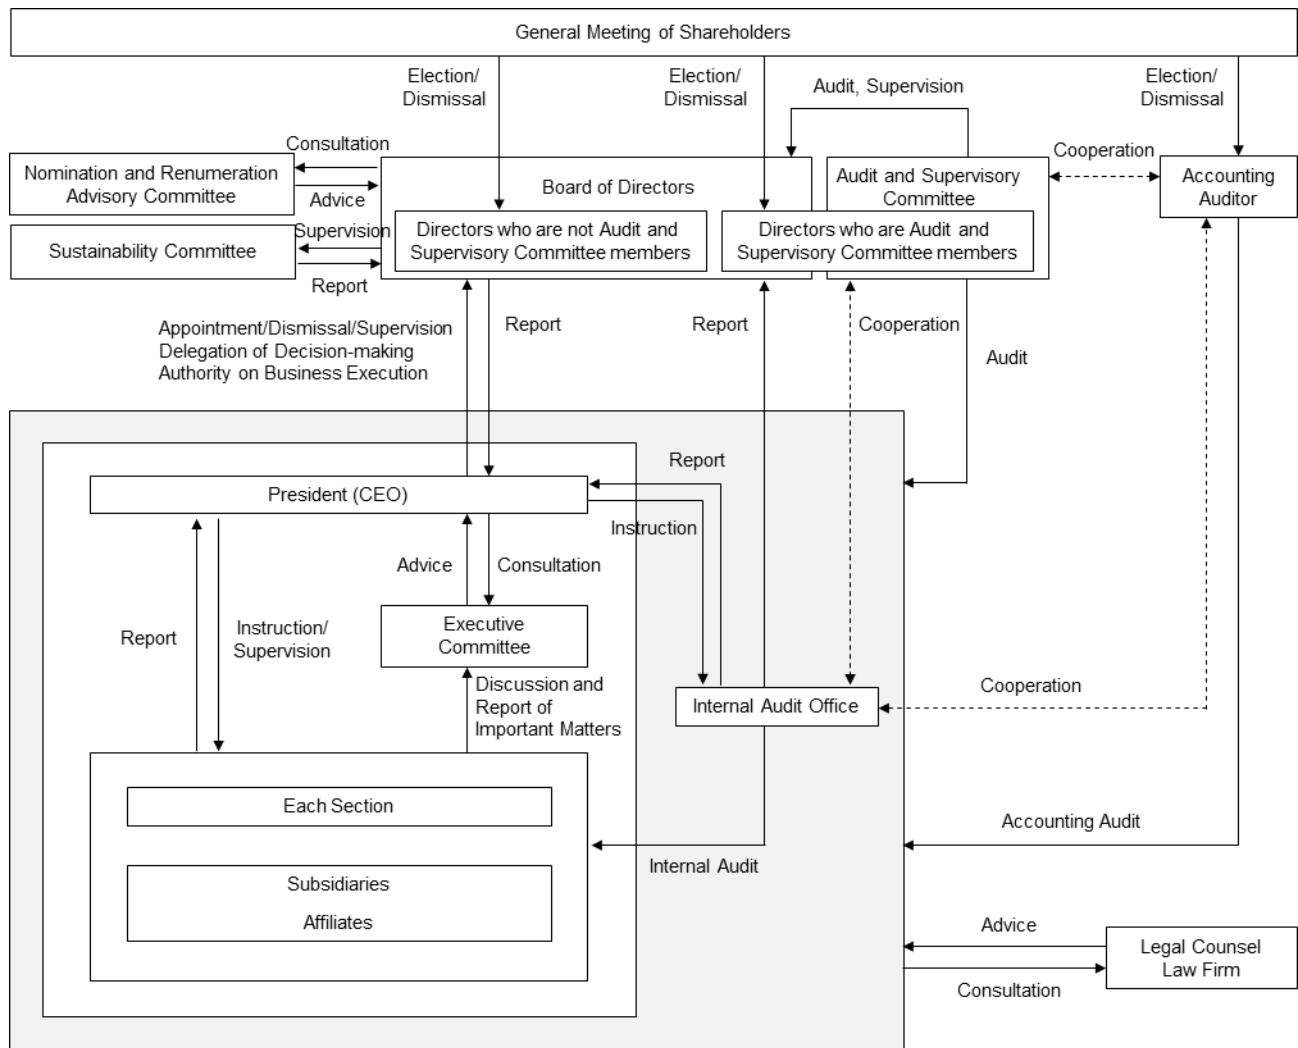 General Meeting of Shareholders
Election/
Dismissal
Election/
Dismissal
Audit, Supervision
Election/
Dismissal
Consultation
Cooperation
Nomination and Renumeration
Advisory Committee
Advice
Board of Directors
Audit and Supervisory
Committee
Accounting
Auditor
Sustainability Committee
Supervision
Report
Directors who are not Audit and
Supervisory Committee members
Directors who are Audit and
Supervisory Committee members
Appointment/Dismissal/Supervision
Delegation of Decision-making
Authority on Business Execution
Report
Report
Cooperation
Audit
Report
President (CEO)
Instruction
Advice
Consultation
Report
Instruction/
Supervision
Executive
Committee
Discussion and
Report of
Important Matters
Internal Audit Office
Cooperation
Each Section
Internal Audit
Accounting Audit
Subsidiaries
Affiliates
Advice
Legal Counsel
Law Firm
Consultation